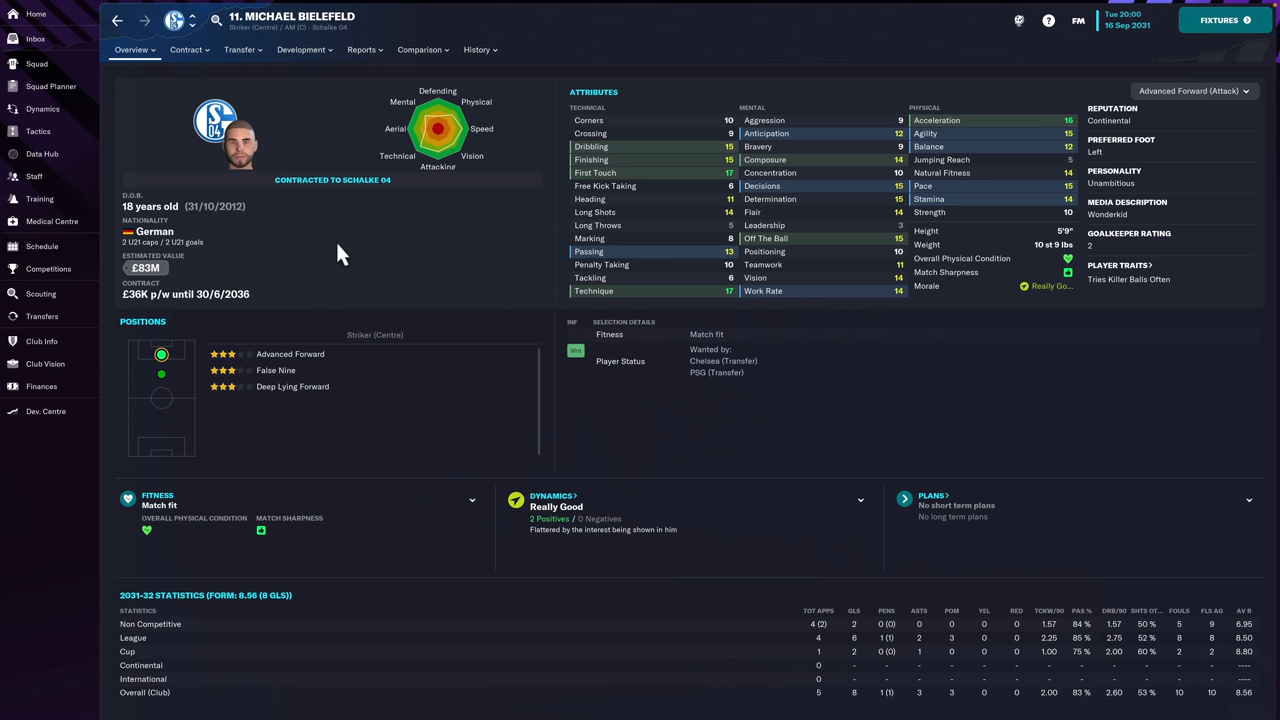 Home
Inbox
Squad
Squad Planner
Dynamics
Tactics
Data Hub
Staff
Training
Medical Centre
Schedule
Competitions
Scouting
Transfers
Club Info
Club Vision
Finances
Dev. Centre
11. MICHAEL BIELEFELD
Striker (Centre) / AM (C) - Schalke 04
FM
Tue 20:00
16 Sep 2031
FIXTURES
Overview
Contract
Transfer
Development
Reports
Comparison
History
S 04
Defending
Mental
Physical
Aerial
Speed
Technical
Vision
Attacking
CONTRACTED TO SCHALKE 04
D.O.B.
18 years old (31/10/2012)
NATIONALITY
German
2 U21 caps / 2 U21 goals
ESTIMATED VALUE
£83M
CONTRACT
£36K p/w until 30/6/2036
ATTRIBUTES
Advanced Forward (Attack)
TECHNICAL
Corners 10
Crossing 9
Dribbling 15
Finishing 15
First Touch 17
Free Kick Taking 6
Heading 11
Long Shots 14
Long Throws 5
Marking 8
Passing 13
Penalty Taking 10
Tackling 6
Technique 17
MENTAL
Aggression 9
Anticipation 12
Bravery 9
Composure 14
Concentration 10
Decisions 15
Determination 15
Flair 14
Leadership 3
Off The Ball 15
Positioning 10
Teamwork 11
Vision 14
Work Rate 14
PHYSICAL
Acceleration 16
Agility 15
Balance 12
Jumping Reach 5
Natural Fitness 14
Pace 15
Stamina 14
Strength 10
Height 5'9"
Weight 10 st 9 lbs
Overall Physical Condition
Match Sharpness
Morale Really Go...
REPUTATION
Continental
PREFERRED FOOT
Left
PERSONALITY
Unambitious
MEDIA DESCRIPTION
Wonderkid
GOALKEEPER RATING
2
PLAYER TRAITS>
Tries Killer Balls Often
POSITIONS
Striker (Centre)
Advanced Forward
False Nine
Deep Lying Forward
INF SELECTION DETAILS
Fitness Match fit
Wnt
Player Status
Wanted by:
Chelsea (Transfer)
PSG (Transfer)
FITNESS
Match fit
OVERALL PHYSICAL CONDITION MATCH SHARPNESS
DYNAMICS>
Really Good
2 Positives / 0 Negatives
Flattered by the interest being shown in him
PLANS>
No short term plans
No long term plans
2031-32 STATISTICS (FORM: 8.56 (8 GLS))
STATISTICS TOT APPS GLS PENS ASTS POM YEL RED TCKW/90 PAS % DRB/90 SHTS OT... FOULS FLS AG AV R
Non Competitive 4 (2) 2 0 (0) 0 0 0 0 1.57 84 % 1.57 50 % 5 9 6.95
League 4 6 1 (1) 2 3 0 0 2.25 85 % 2.75 52 % 8 8 8.50
Cup 1 2 0 (0) 1 0 0 0 1.00 75 % 2.00 60 % 2 2 8.80
Continental 0 - - - - - - - - - - - - ----
International 0 - - - - - - - - - - - - ----
Overall (Club) 5 8 1 (1) 3 3 0 0 2.00 83 % 2.60 53 % 10 10 8.56